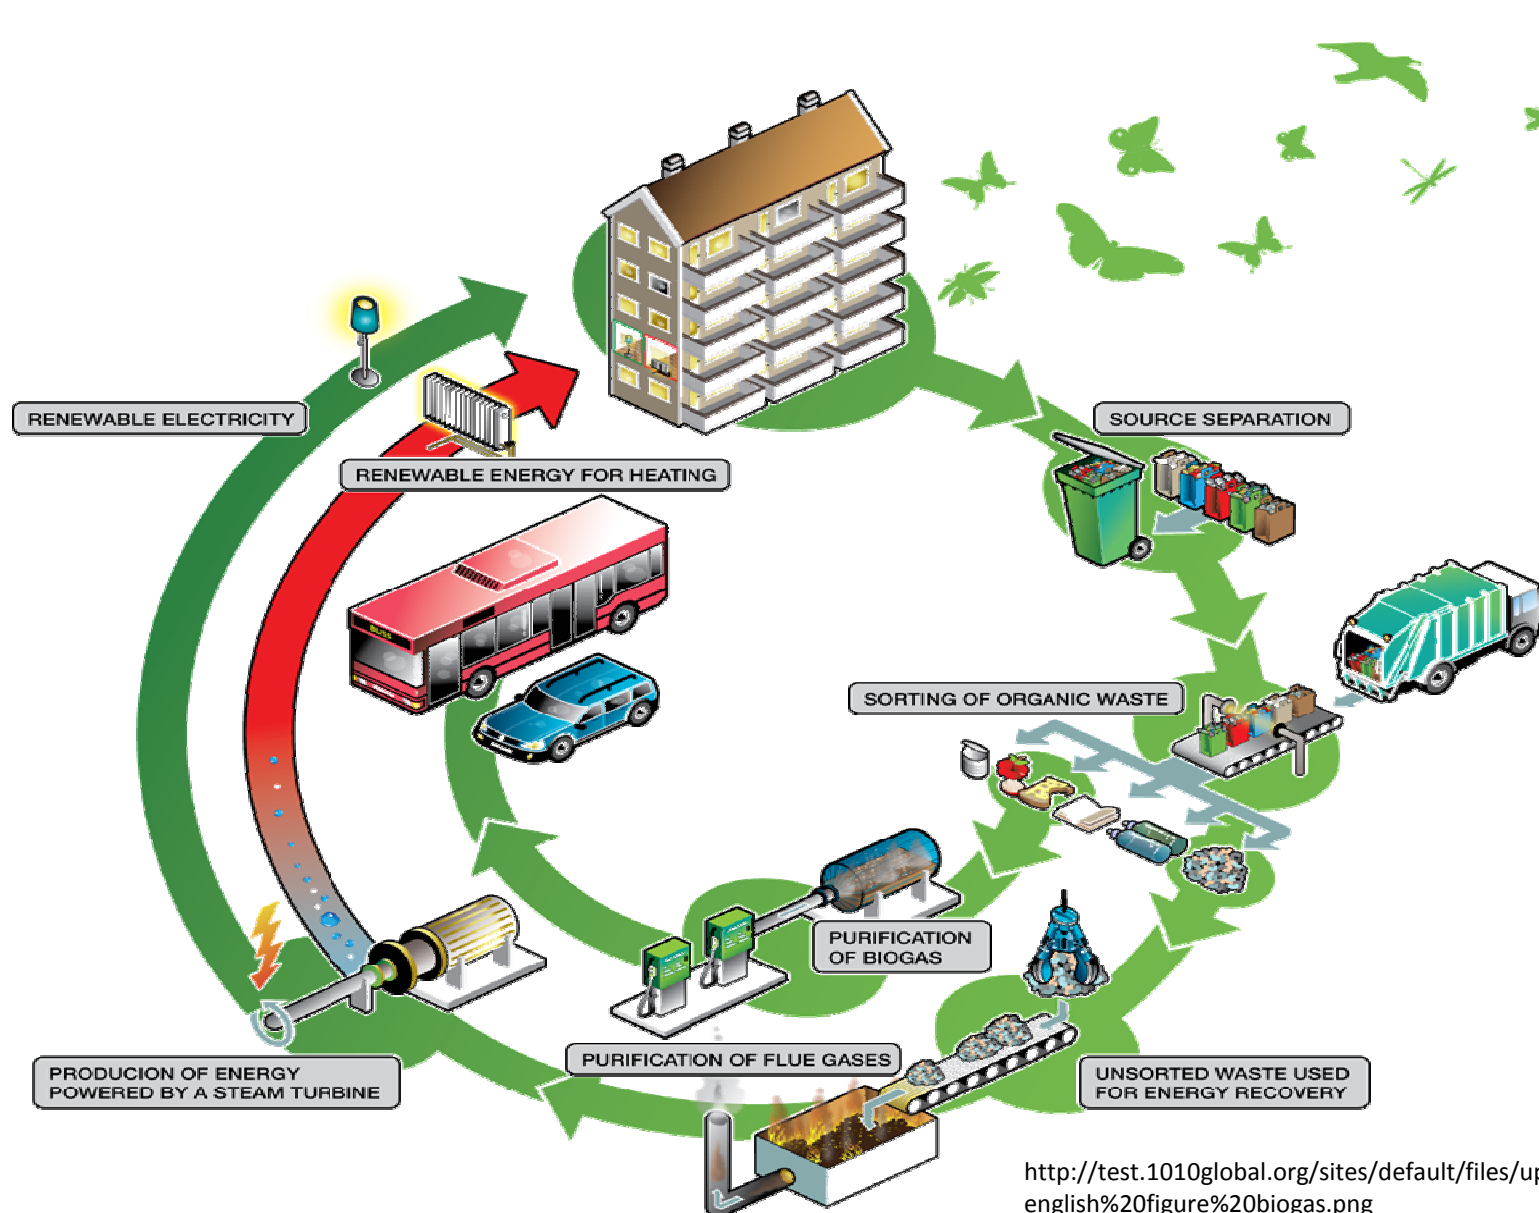 RENEWABLE ELECTRICITY
SOURCE SEPARATION
RENEWABLE ENERGY FOR HEATING
BUSS
SORTING OF ORGANIC WASTE
PURIFICATION
OF BIOGAS
PURIFICATION OF FLUE GASES
PRODUCION OF ENERGY
POWERED BY A STEAM TURBINE
UNSORTED WASTE USED
FOR ENERGY RECOVERY
http://test.1010global.org/sites/default/files/up
english%20figure%20biogas.png